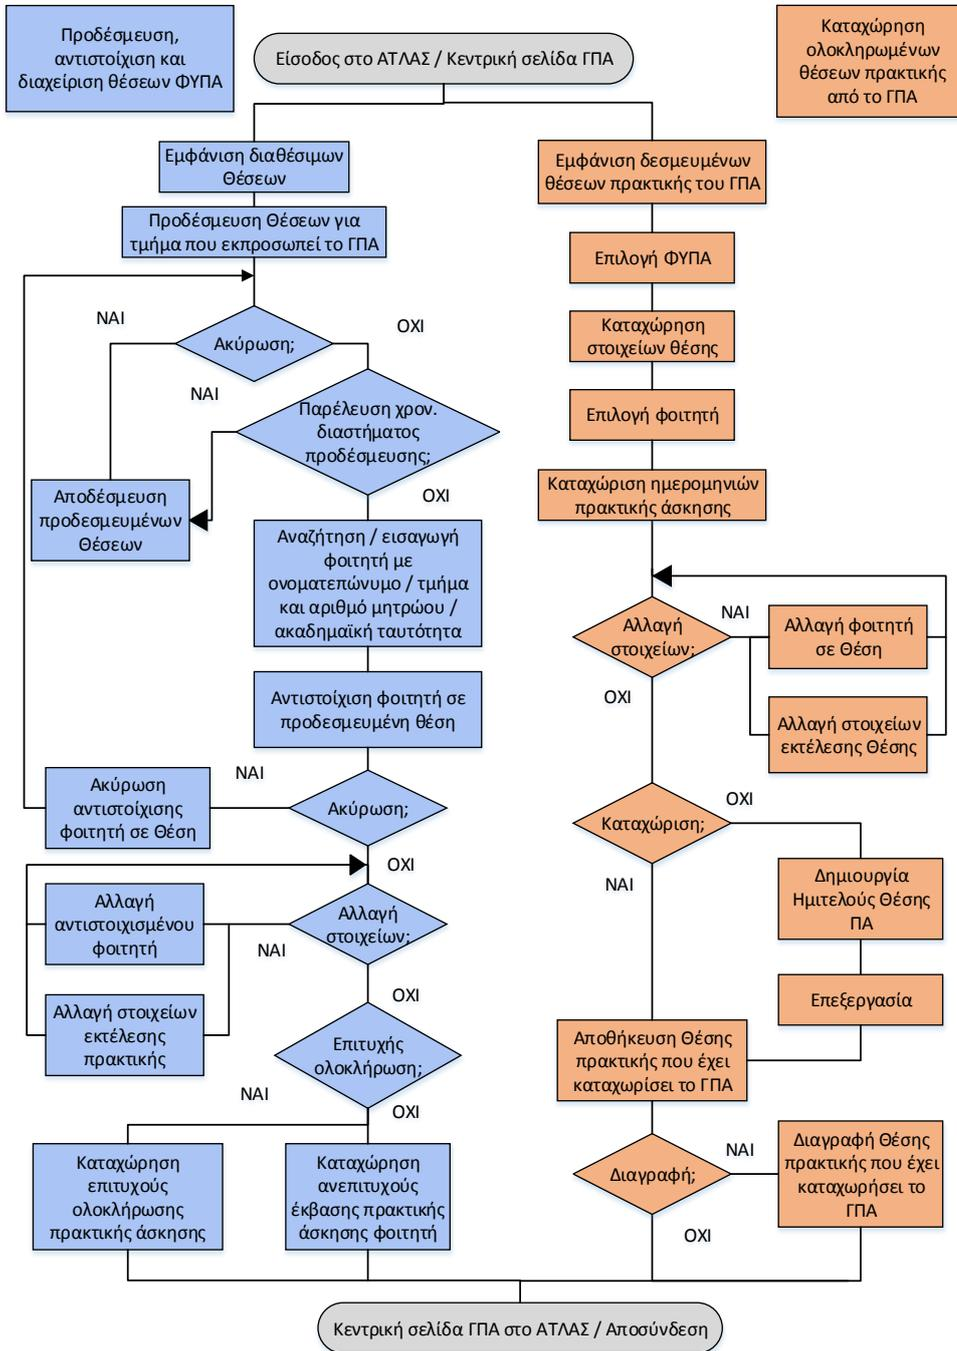 Προδέσμευση,
αντιστοίχιση και
διαχείριση θέσεων ΦΥΠΑ
Είσοδος στο ΑΤΛΑΣ / Κεντρική σελίδα ΓΠΑ
Καταχώρηση
ολοκληρωμένων
θέσεων πρακτικής
από το ΓΠΑ
Εμφάνιση διαθέσιμων
Θέσεων
Προδέσμευση Θέσεων για
τμήμα που εκπροσωπεί το ΓΠΑ
ΝΑΙ
Ακύρωση;
ΟΧΙ
ΝΑΙ
Παρέλευση χρον.
διαστήματος
προδέσμευσης;
ΟΧΙ
Αποδέσμευση
προδεσμευμένων
Θέσεων
Αναζήτηση / εισαγωγή
φοιτητή με
ονοματεπώνυμο / τμήμα
και αριθμό μητρώου /
ακαδημαϊκή ταυτότητα
Αντιστοίχιση φοιτητή σε
προδεσμευμένη θέση
ΝΑΙ
Ακύρωση;
Ακύρωση
αντιστοίχισης
φοιτητή σε Θέση
ΟΧΙ
Αλλαγή
αντιστοιχισμένου
φοιτητή
ΝΑΙ
Αλλαγή
στοιχείων;
ΟΧΙ
Αλλαγή στοιχείων
εκτέλεσης
πρακτικής
Επιτυχής
ολοκλήρωση;
ΝΑΙ
ΟΧΙ
Καταχώρηση
επιτυχούς
ολοκλήρωσης
πρακτικής άσκησης
Καταχώρηση
ανεπιτυχούς
έκβασης πρακτικής
άσκησης φοιτητή
Εμφάνιση δεσμευμένων
θέσεων πρακτικής του ΓΠΑ
Επιλογή ΦΥΠΑ
Καταχώρηση
στοιχείων θέσης
Επιλογή φοιτητή
Καταχώριση ημερομηνιών
πρακτικής άσκησης
Αλλαγή
στοιχείων;
ΝΑΙ
Αλλαγή φοιτητή
σε Θέση
ΟΧΙ
Αλλαγή στοιχείων
εκτέλεσης Θέσης
Καταχώριση;
ΟΧΙ
ΝΑΙ
Δημιουργία
Ημιτελούς Θέσης
ΠΑ
Επεξεργασία
Αποθήκευση Θέσης
πρακτικής που έχει
καταχωρίσει το ΓΠΑ
Διαγραφή;
ΝΑΙ
Διαγραφή Θέσης
πρακτικής που έχει
καταχωρήσει το
ΓΠΑ
ΟΧΙ
Κεντρική σελίδα ΓΠΑ στο ΑΤΛΑΣ / Αποσύνδεση